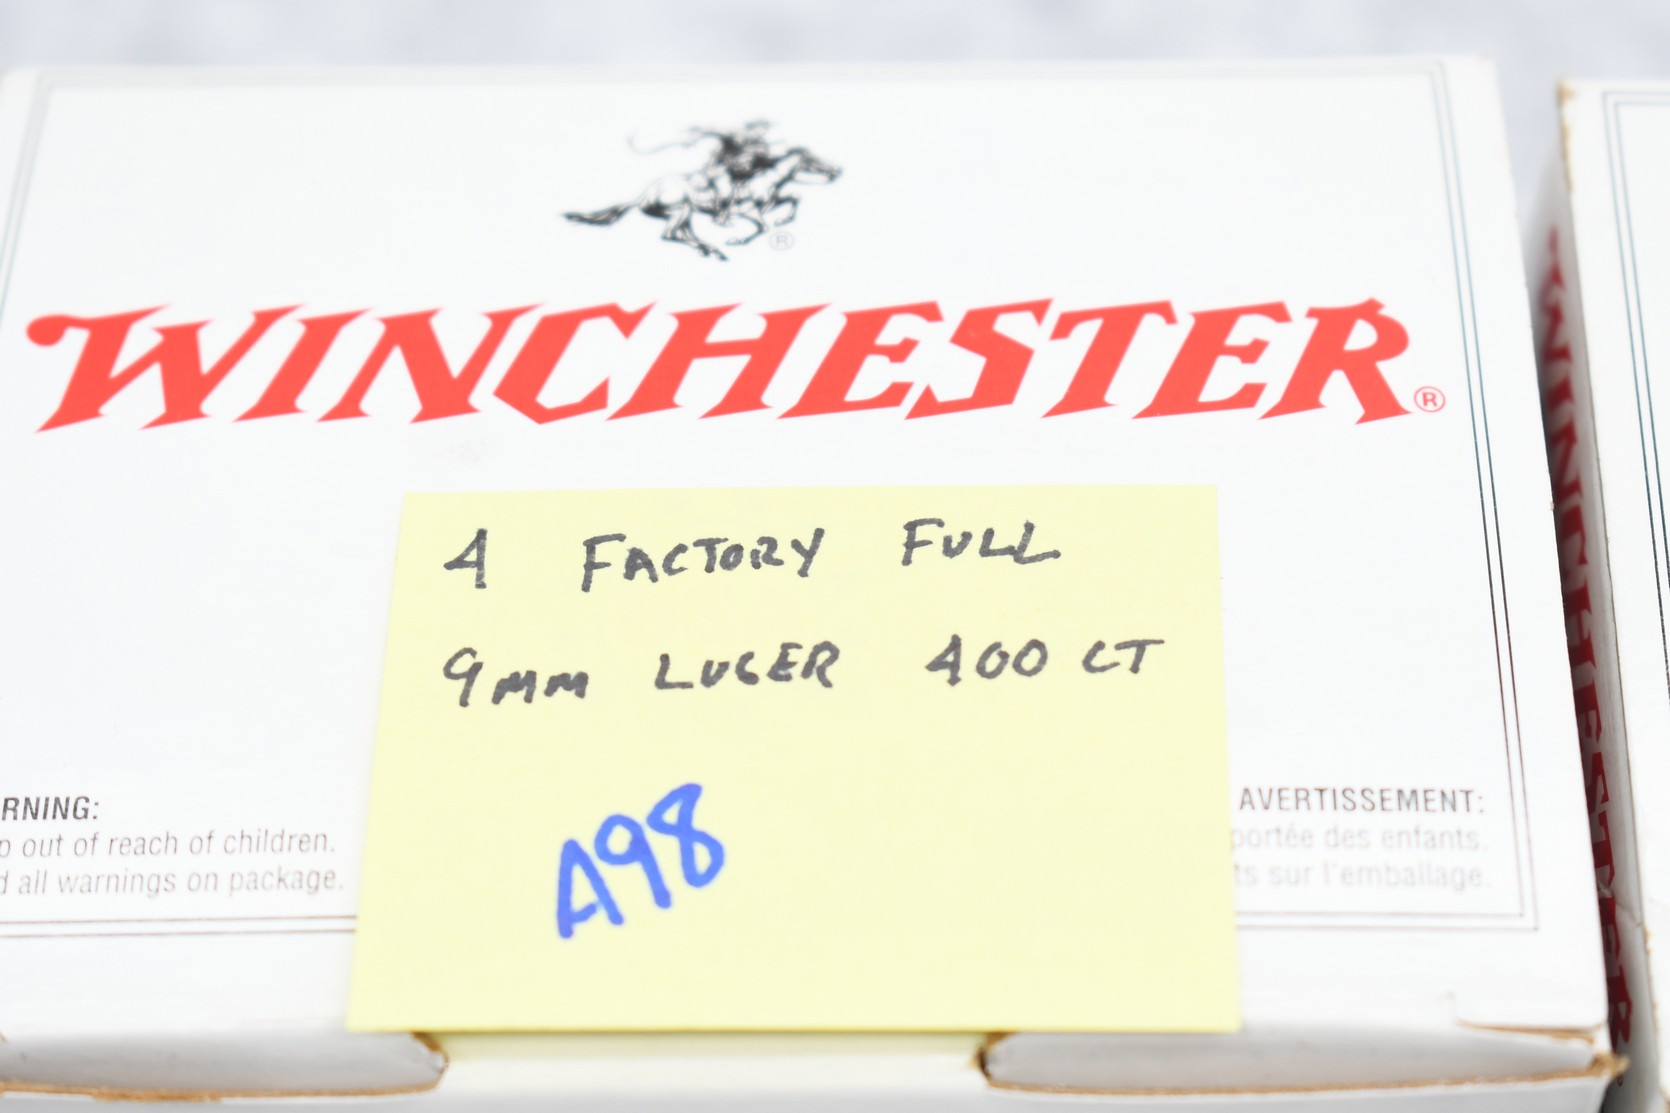 WINCHESTER®
4 FACTORY FULL
9MM LUGER 400 CT
A98
RNING:
out of reach of children.
all warnings on package.
AVERTISSEMENT:
portée des enfants.
sur l'emballage.
WINCHESTER